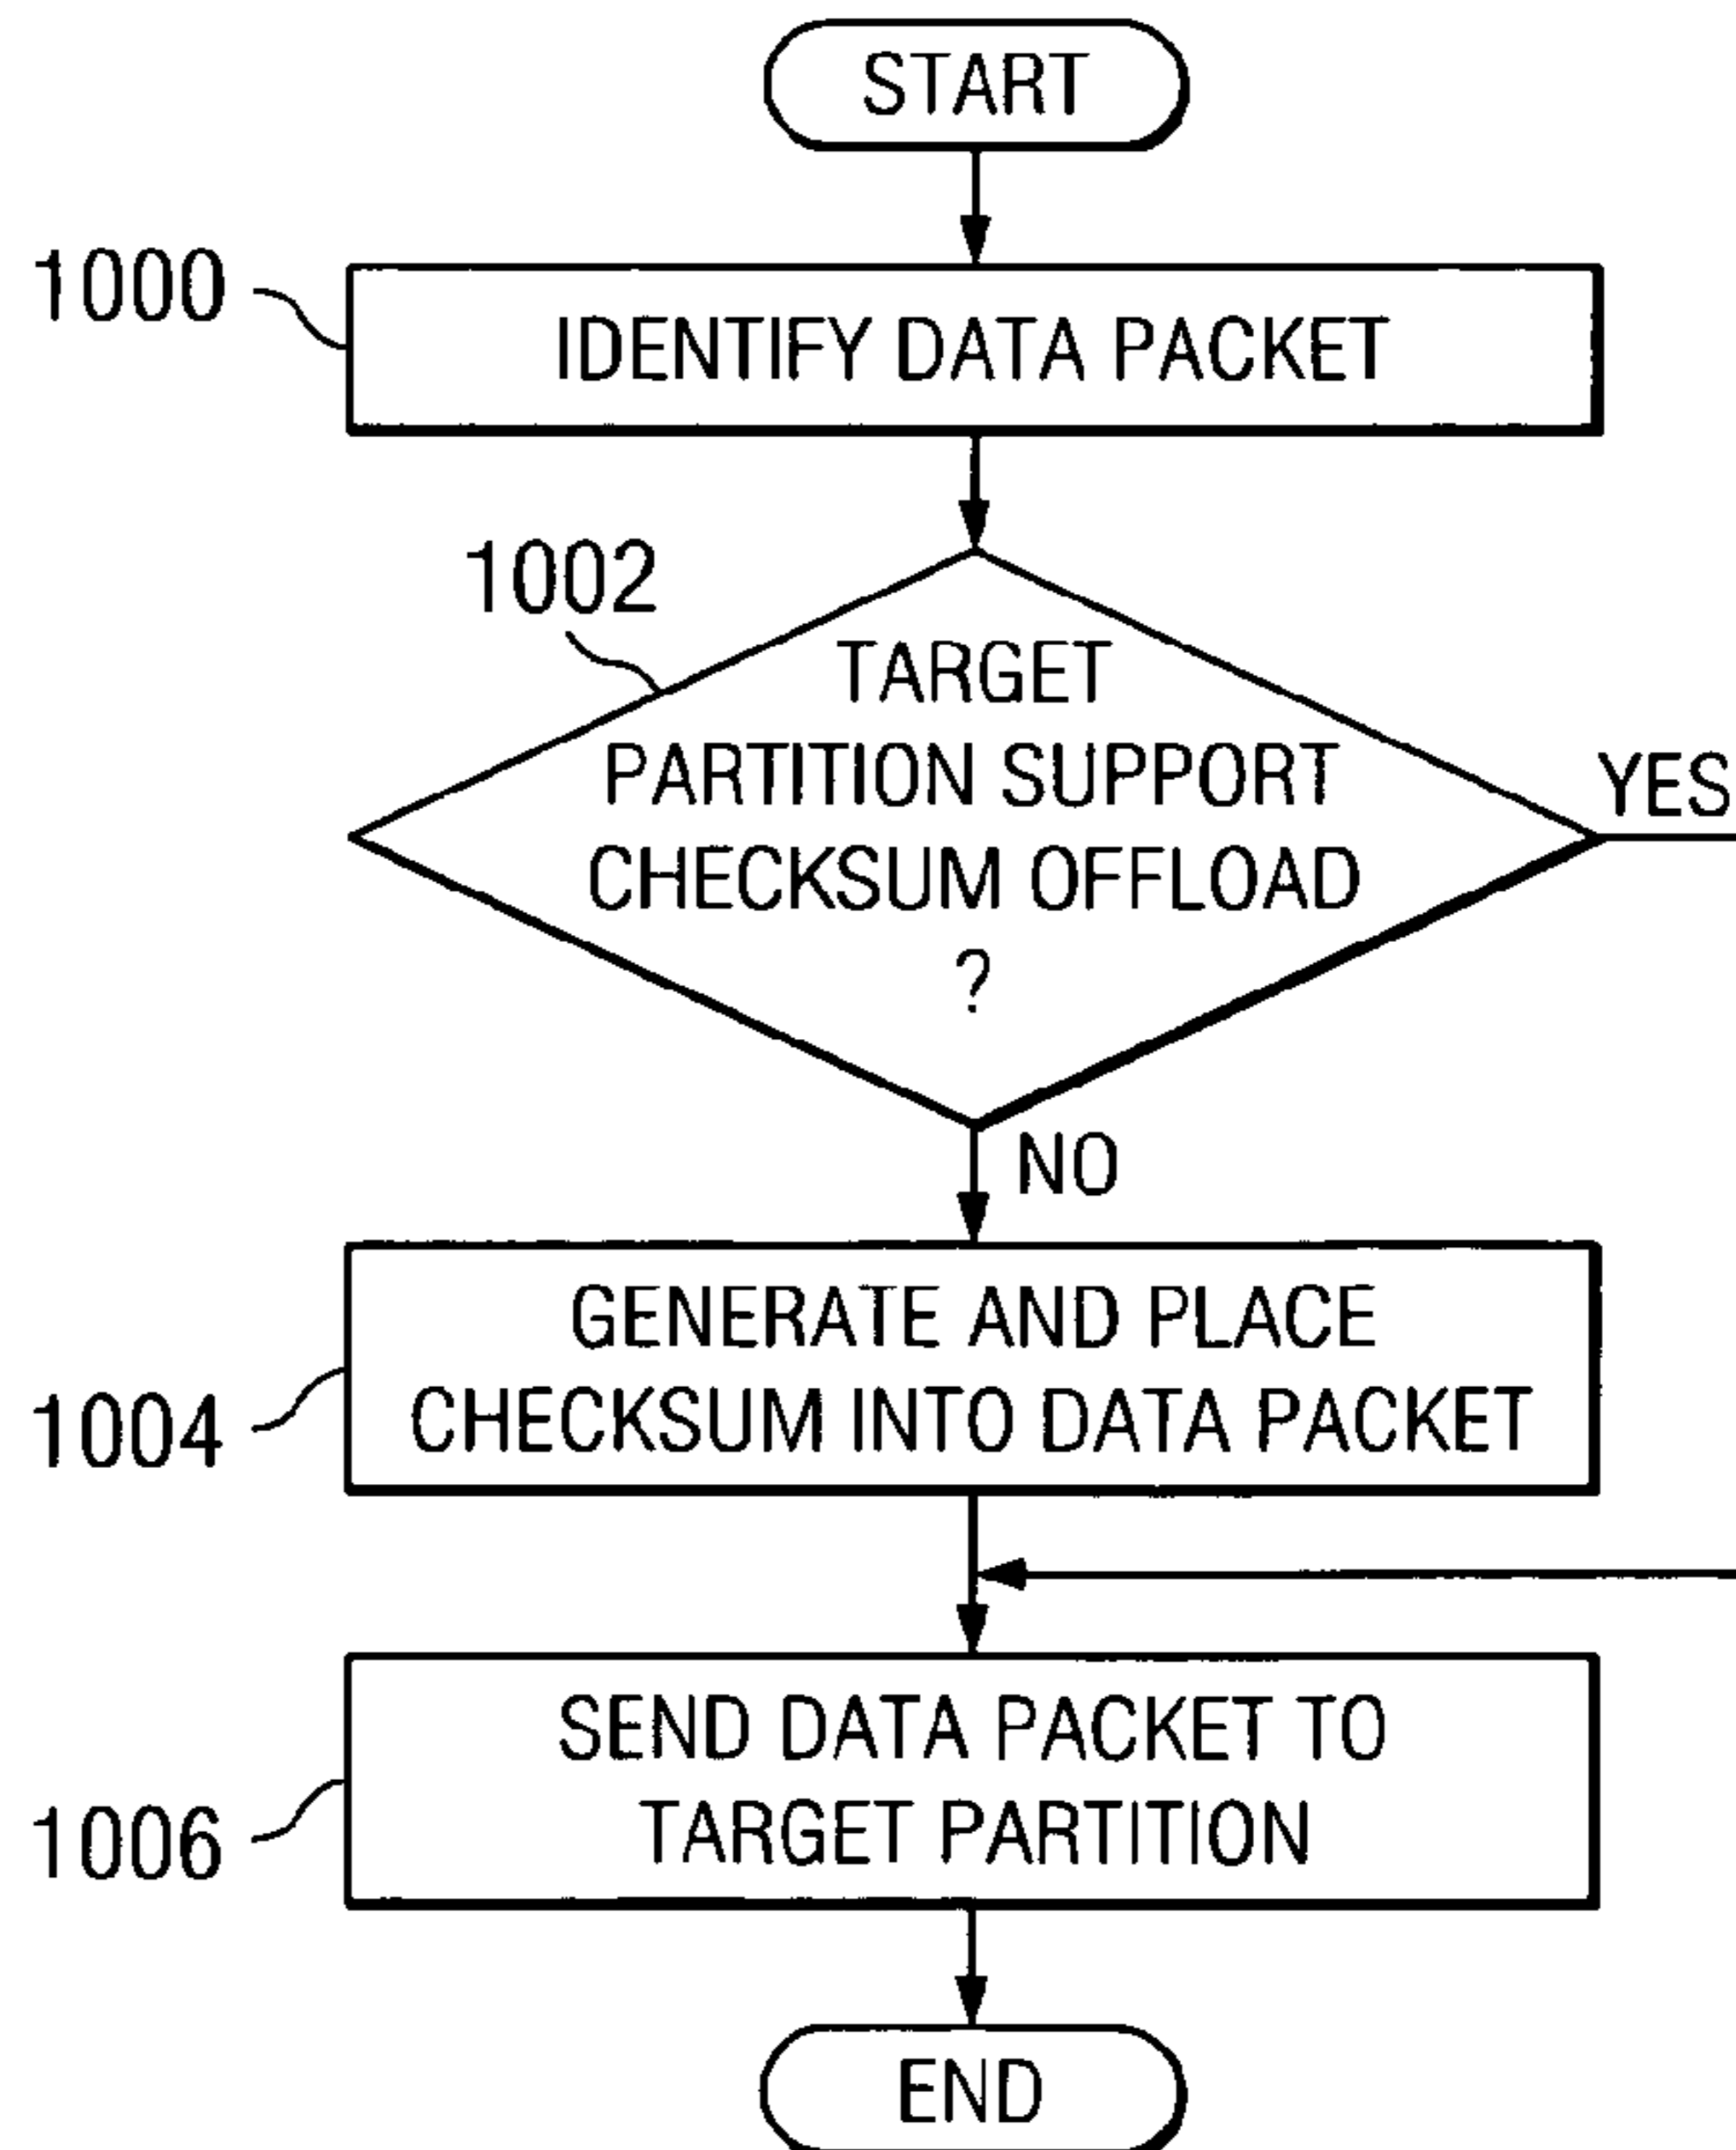 START
1000
IDENTIFY DATA PACKET
1002
TARGET
PARTITION SUPPORT
CHECKSUM OFFLOAD
?
YES
NO
GENERATE AND PLACE
CHECKSUM INTO DATA PACKET
1004
SEND DATA PACKET TO
TARGET PARTITION
1006
END